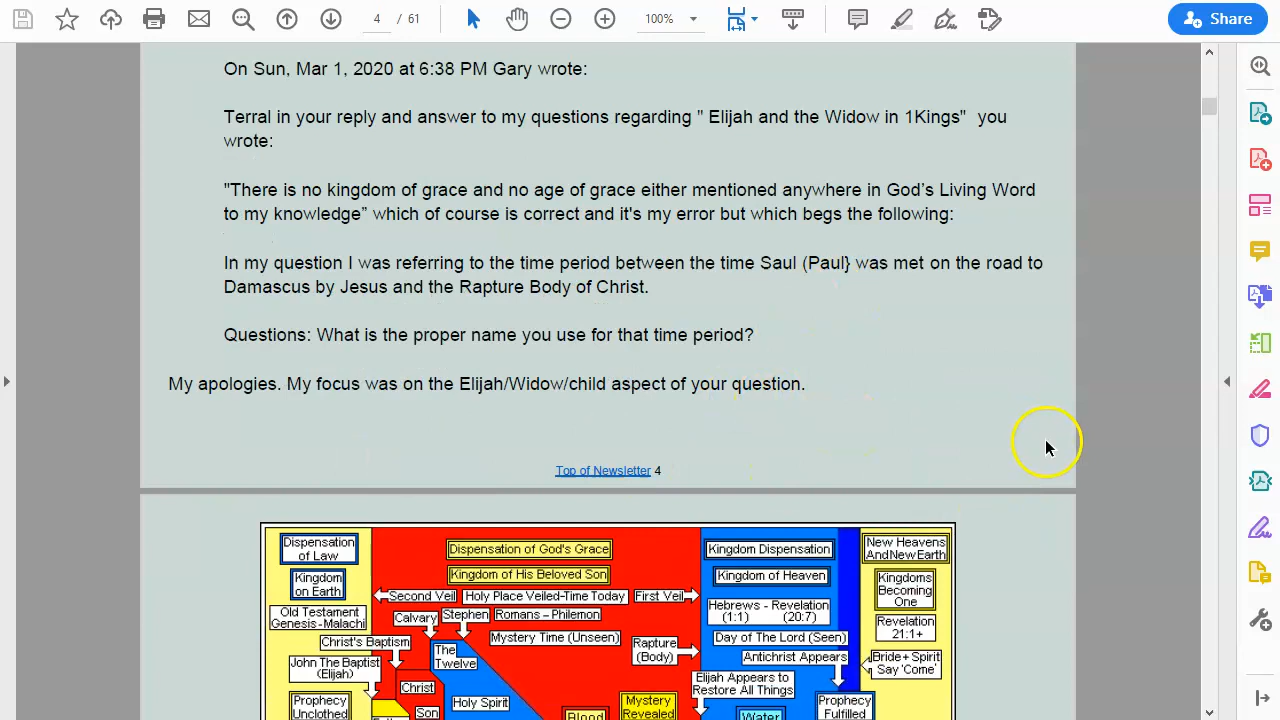 4 / 61
100%
Share
On Sun, Mar 1, 2020 at 6:38 PM Gary wrote:
Terral in your reply and answer to my questions regarding " Elijah and the Widow in 1Kings"  you
wrote:
"There is no kingdom of grace and no age of grace either mentioned anywhere in God’s Living Word
to my knowledge” which of course is correct and it's my error but which begs the following:
In my question I was referring to the time period between the time Saul (Paul} was met on the road to
Damascus by Jesus and the Rapture Body of Christ.
Questions: What is the proper name you use for that time period?
My apologies. My focus was on the Elijah/Widow/child aspect of your question.
Top of Newsletter 4
Dispensation
of Law
Kingdom
on Earth
Old Testament
Genesis-Malachi
Christ's Baptism
John The Baptist
(Elijah)
Prophecy
Unclothed
Dispensation of God's Grace
Kingdom of His Beloved Son
Second Veil
Holy Place Veiled-Time Today
First Veil
Calvary
Stephen
Romans – Philemon
Mystery Time (Unseen)
The
Twelve
Rapture
(Body)
Christ
Son
Holy Spirit
Blood
Mystery
Revealed
Kingdom Dispensation
Kingdom of Heaven
Hebrews - Revelation
(1:1) (20:7)
Day of The Lord (Seen)
Antichrist Appears
Elijah Appears to
Restore All Things
Water
Prophecy
Fulfilled
New Heavens
And New Earth
Kingdoms
Becoming
One
Revelation
21:1+
Bride + Spirit
Say 'Come'